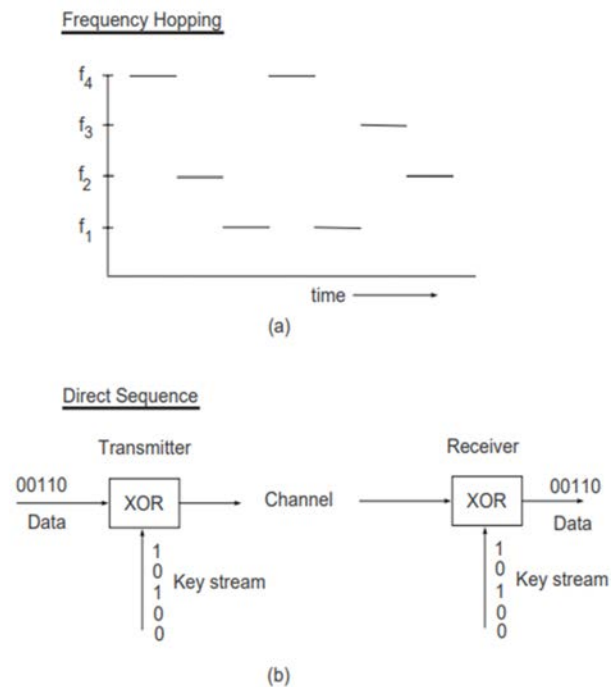 Frequency Hopping
f4
f3
f2
f1
time
(a)
Direct Sequence
Transmitter
Receiver
00110
XOR
Channel
XOR
00110
Data
Data
1
0
1
0
0
Key stream
1
0
1
0
0
Key stream
(b)